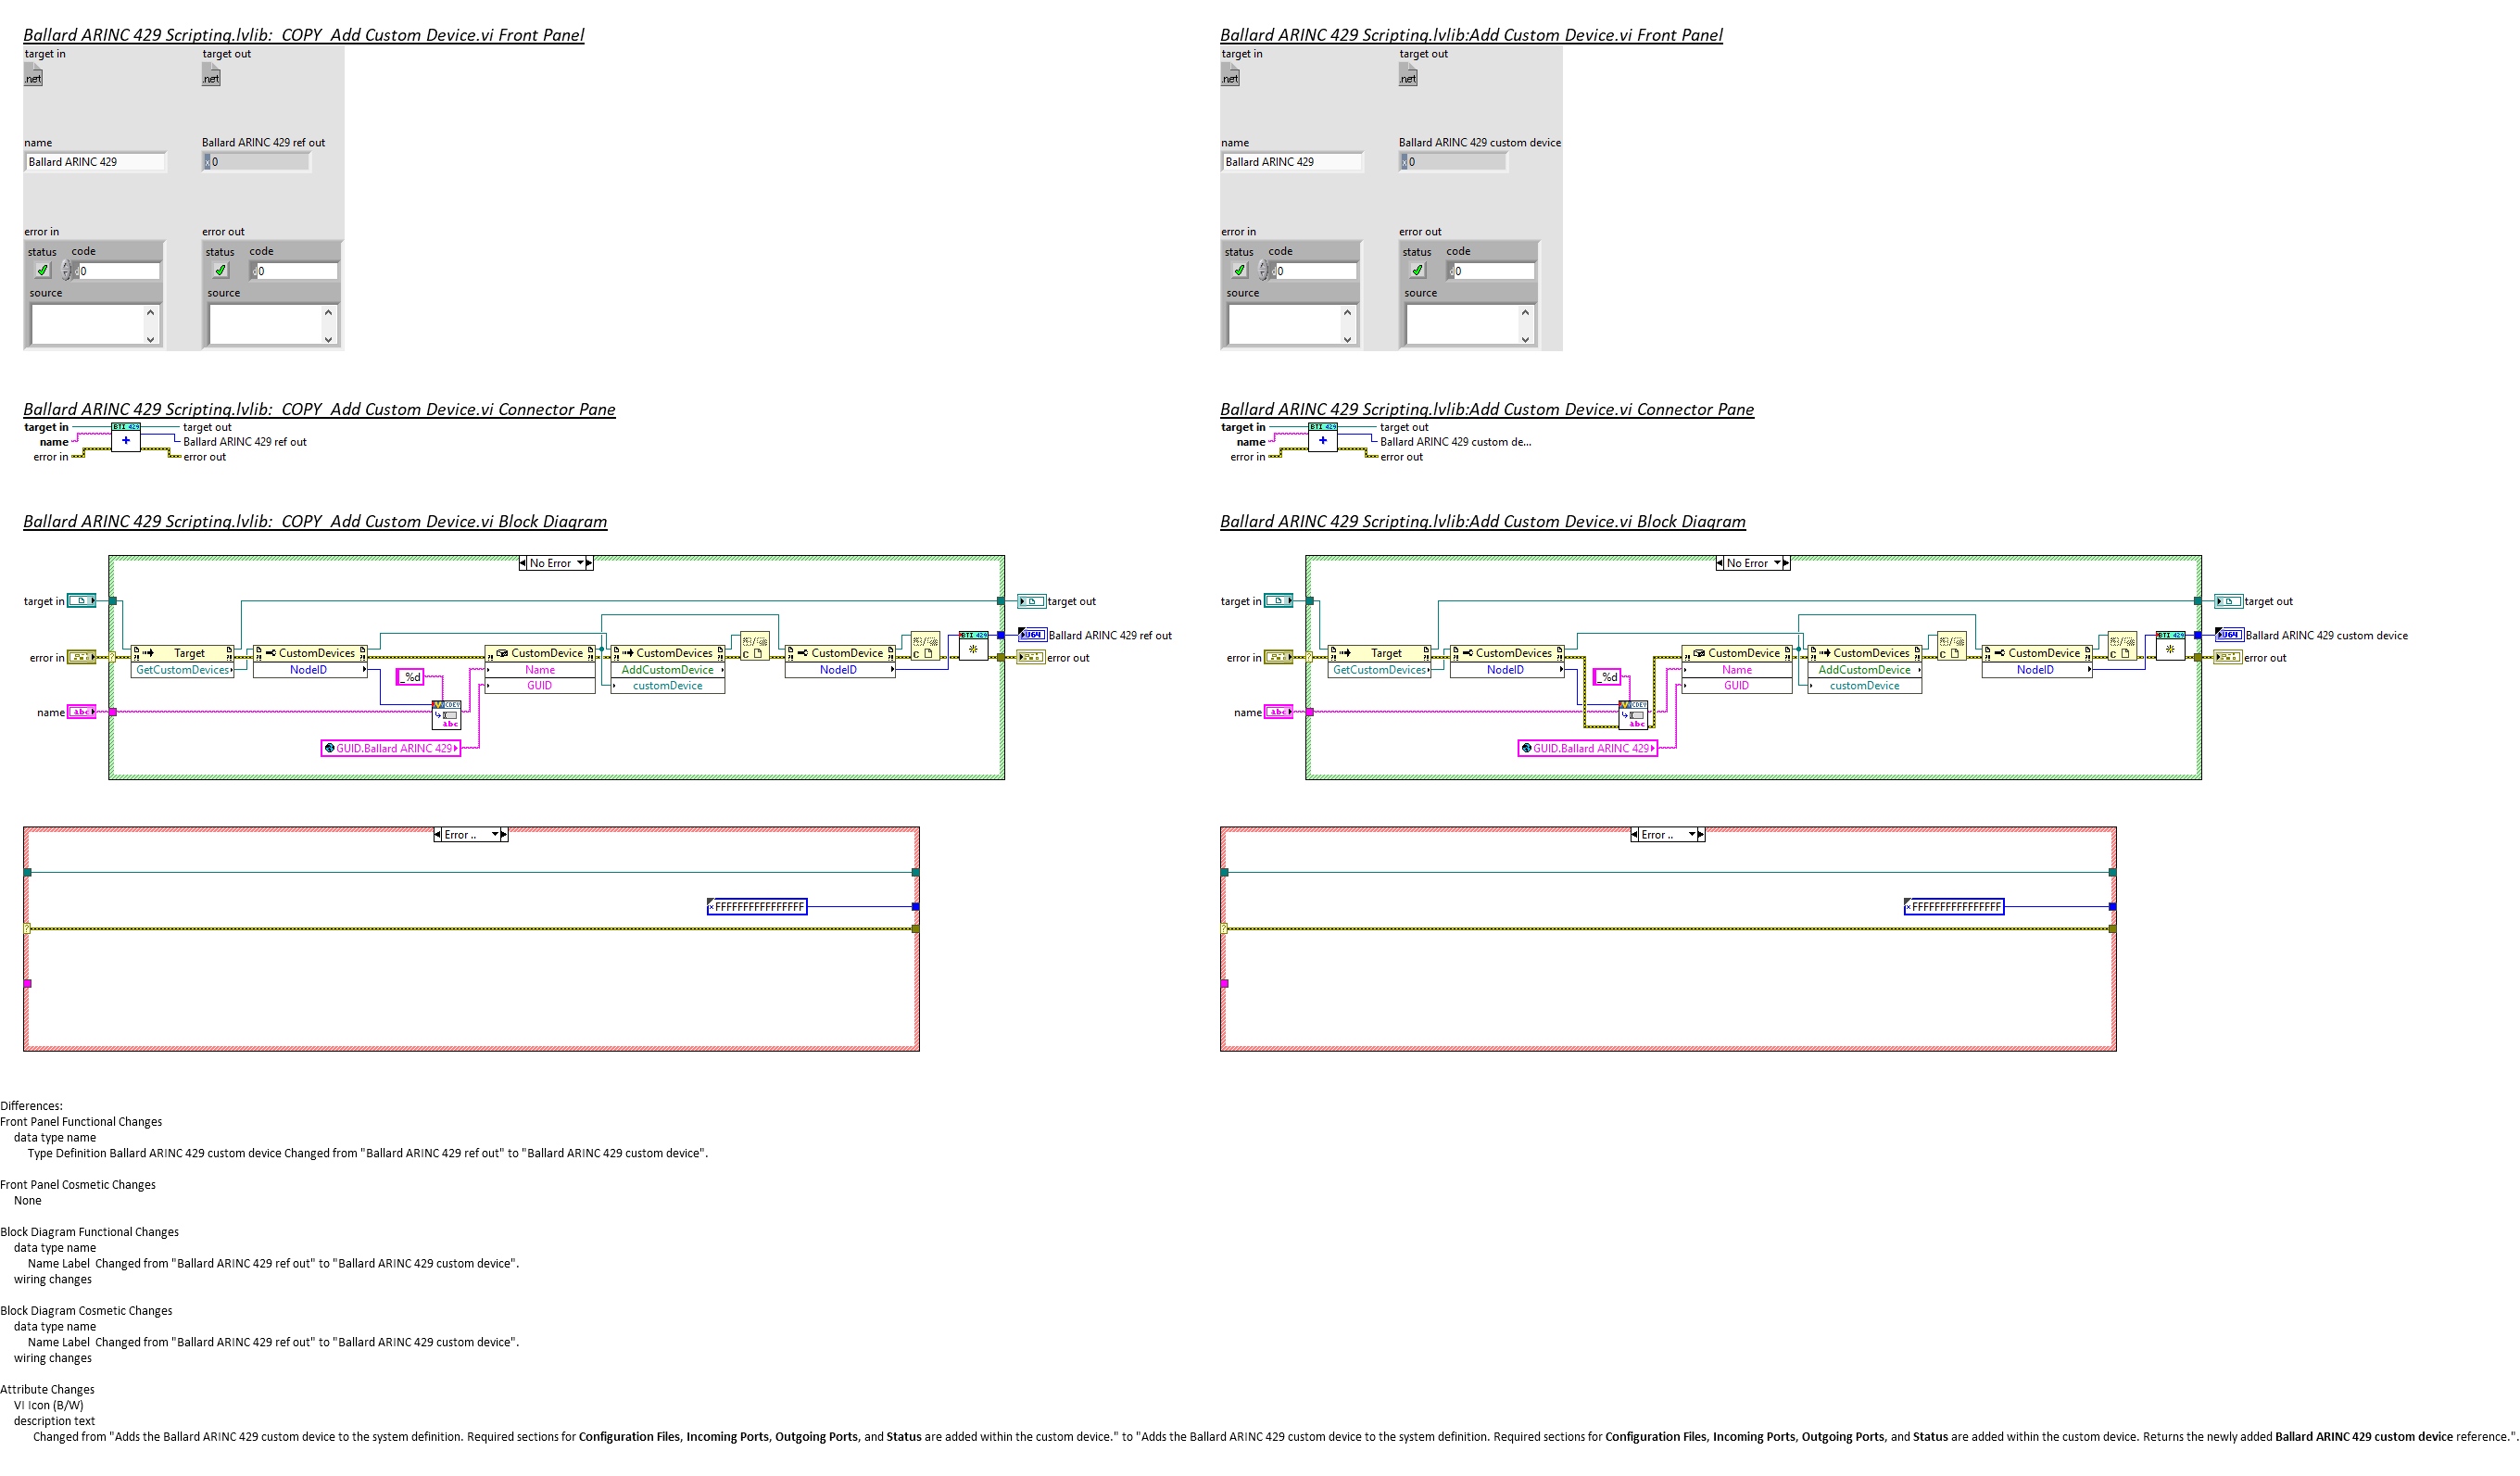 Ballard ARINC 429 Scripting.lvlib:  COPY  Add Custom Device.vi Front Panel
target in
target out
.net
.net
name
Ballard ARINC 429 ref out
Ballard ARINC 429
x 0
error in
error out
status
code
status
code
d 0
d 0
source
source
Ballard ARINC 429 Scripting.lvlib:  COPY  Add Custom Device.vi Connector Pane
target in
target out
BTI 429
name
Ballard ARINC 429 ref out
error in
error out
Ballard ARINC 429 Scripting.lvlib:  COPY  Add Custom Device.vi Block Diagram
No Error
target in
target out
Ballard ARINC 429 ref out
U64
BTI 429
error in
error out
Target
GetCustomDevices
CustomDevices
NodeID
CustomDevice
Name
GUID
CustomDevices
AddCustomDevice
customDevice
CustomDevice
NodeID
_%d
name
abc
CDEV
abc
GUID.Ballard ARINC 429
Error ..
x FFFFFFFFFFFFFFFF
Ballard ARINC 429 Scripting.lvlib:Add Custom Device.vi Front Panel
target in
target out
.net
.net
name
Ballard ARINC 429 custom device
Ballard ARINC 429
x 0
error in
error out
status
code
status
code
d 0
d 0
source
source
Ballard ARINC 429 Scripting.lvlib:Add Custom Device.vi Connector Pane
target in
target out
BTI 429
name
Ballard ARINC 429 custom de...
error in
error out
Ballard ARINC 429 Scripting.lvlib:Add Custom Device.vi Block Diagram
No Error
target in
target out
Ballard ARINC 429 custom device
U64
BTI 429
error in
error out
Target
GetCustomDevices
CustomDevices
NodeID
CustomDevice
Name
GUID
CustomDevices
AddCustomDevice
customDevice
CustomDevice
NodeID
_%d
name
abc
CDEV
abc
GUID.Ballard ARINC 429
Error ..
x FFFFFFFFFFFFFFFF
Differences:
Front Panel Functional Changes
data type name
Type Definition Ballard ARINC 429 custom device Changed from "Ballard ARINC 429 ref out" to "Ballard ARINC 429 custom device".
Front Panel Cosmetic Changes
None
Block Diagram Functional Changes
data type name
Name Label  Changed from "Ballard ARINC 429 ref out" to "Ballard ARINC 429 custom device".
wiring changes
Block Diagram Cosmetic Changes
data type name
Name Label  Changed from "Ballard ARINC 429 ref out" to "Ballard ARINC 429 custom device".
wiring changes
Attribute Changes
VI Icon (B/W)
description text
Changed from "Adds the Ballard ARINC 429 custom device to the system definition. Required sections for Configuration Files, Incoming Ports, Outgoing Ports, and Status are added within the custom device." to "Adds the Ballard ARINC 429 custom device to the system definition. Required sections for Configuration Files, Incoming Ports, Outgoing Ports, and Status are added within the custom device. Returns the newly added Ballard ARINC 429 custom device reference.".